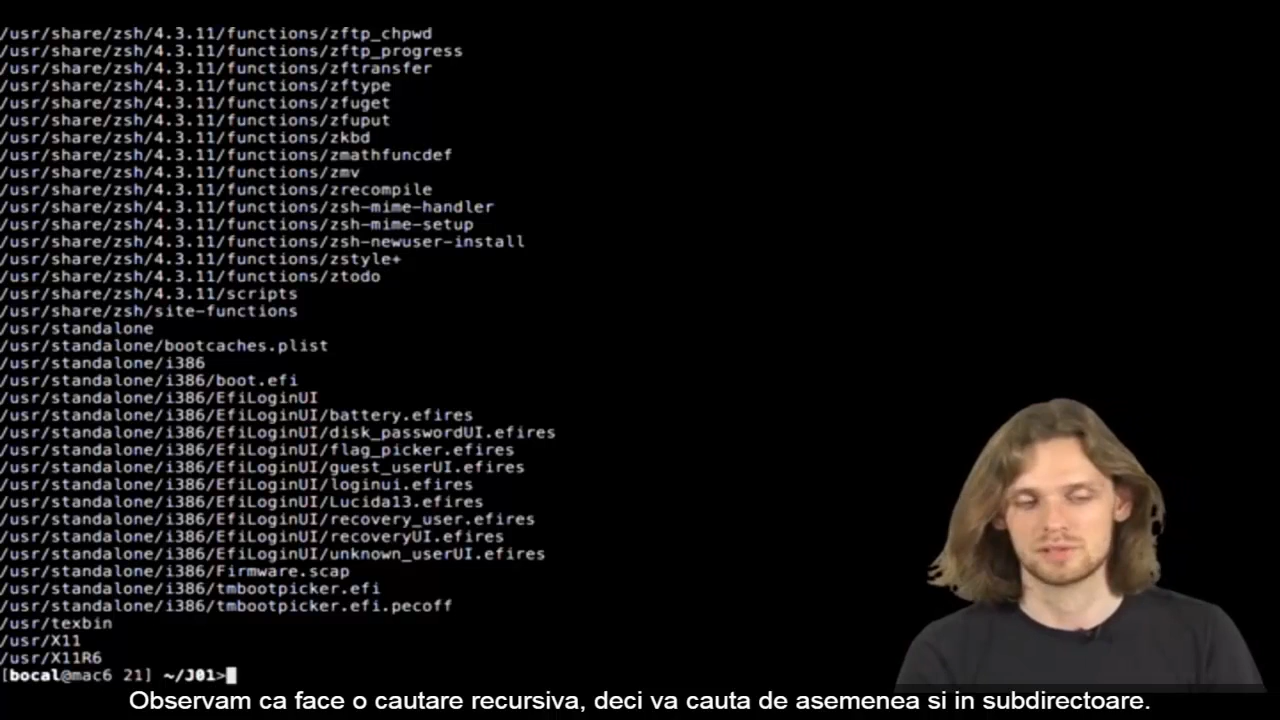 /usr/share/zsh/4.3.11/functions/zftp_chpwd
/usr/share/zsh/4.3.11/functions/zftp_progress
/usr/share/zsh/4.3.11/functions/zftransfer
/usr/share/zsh/4.3.11/functions/zftype
/usr/share/zsh/4.3.11/functions/zfuget
/usr/share/zsh/4.3.11/functions/zfuput
/usr/share/zsh/4.3.11/functions/zkbd
/usr/share/zsh/4.3.11/functions/zmathfuncdef
/usr/share/zsh/4.3.11/functions/zmv
/usr/share/zsh/4.3.11/functions/zrecompile
/usr/share/zsh/4.3.11/functions/zsh-mime-handler
/usr/share/zsh/4.3.11/functions/zsh-mime-setup
/usr/share/zsh/4.3.11/functions/zsh-newuser-install
/usr/share/zsh/4.3.11/functions/zstyle+
/usr/share/zsh/4.3.11/functions/ztodo
/usr/share/zsh/4.3.11/scripts
/usr/share/zsh/site-functions
/usr/standalone
/usr/standalone/bootcaches.plist
/usr/standalone/i386
/usr/standalone/i386/boot.efi
/usr/standalone/i386/EfiLoginUI
/usr/standalone/i386/EfiLoginUI/battery.efires
/usr/standalone/i386/EfiLoginUI/disk_passwordUI.efires
/usr/standalone/i386/EfiLoginUI/flag_picker.efires
/usr/standalone/i386/EfiLoginUI/guest_userUI.efires
/usr/standalone/i386/EfiLoginUI/loginui.efires
/usr/standalone/i386/EfiLoginUI/Lucida13.efires
/usr/standalone/i386/EfiLoginUI/recovery_user.efires
/usr/standalone/i386/EfiLoginUI/recoveryUI.efires
/usr/standalone/i386/EfiLoginUI/unknown_userUI.efires
/usr/standalone/i386/Firmware.scap
/usr/standalone/i386/tmbootpicker.efi
/usr/standalone/i386/tmbootpicker.efi.pecoff
/usr/texbin
/usr/X11
/usr/X11R6
[bocal@mac6 21] ~/J01>
Observam ca face o cautare recursiva, deci va cauta de asemenea si in subdirectoare.